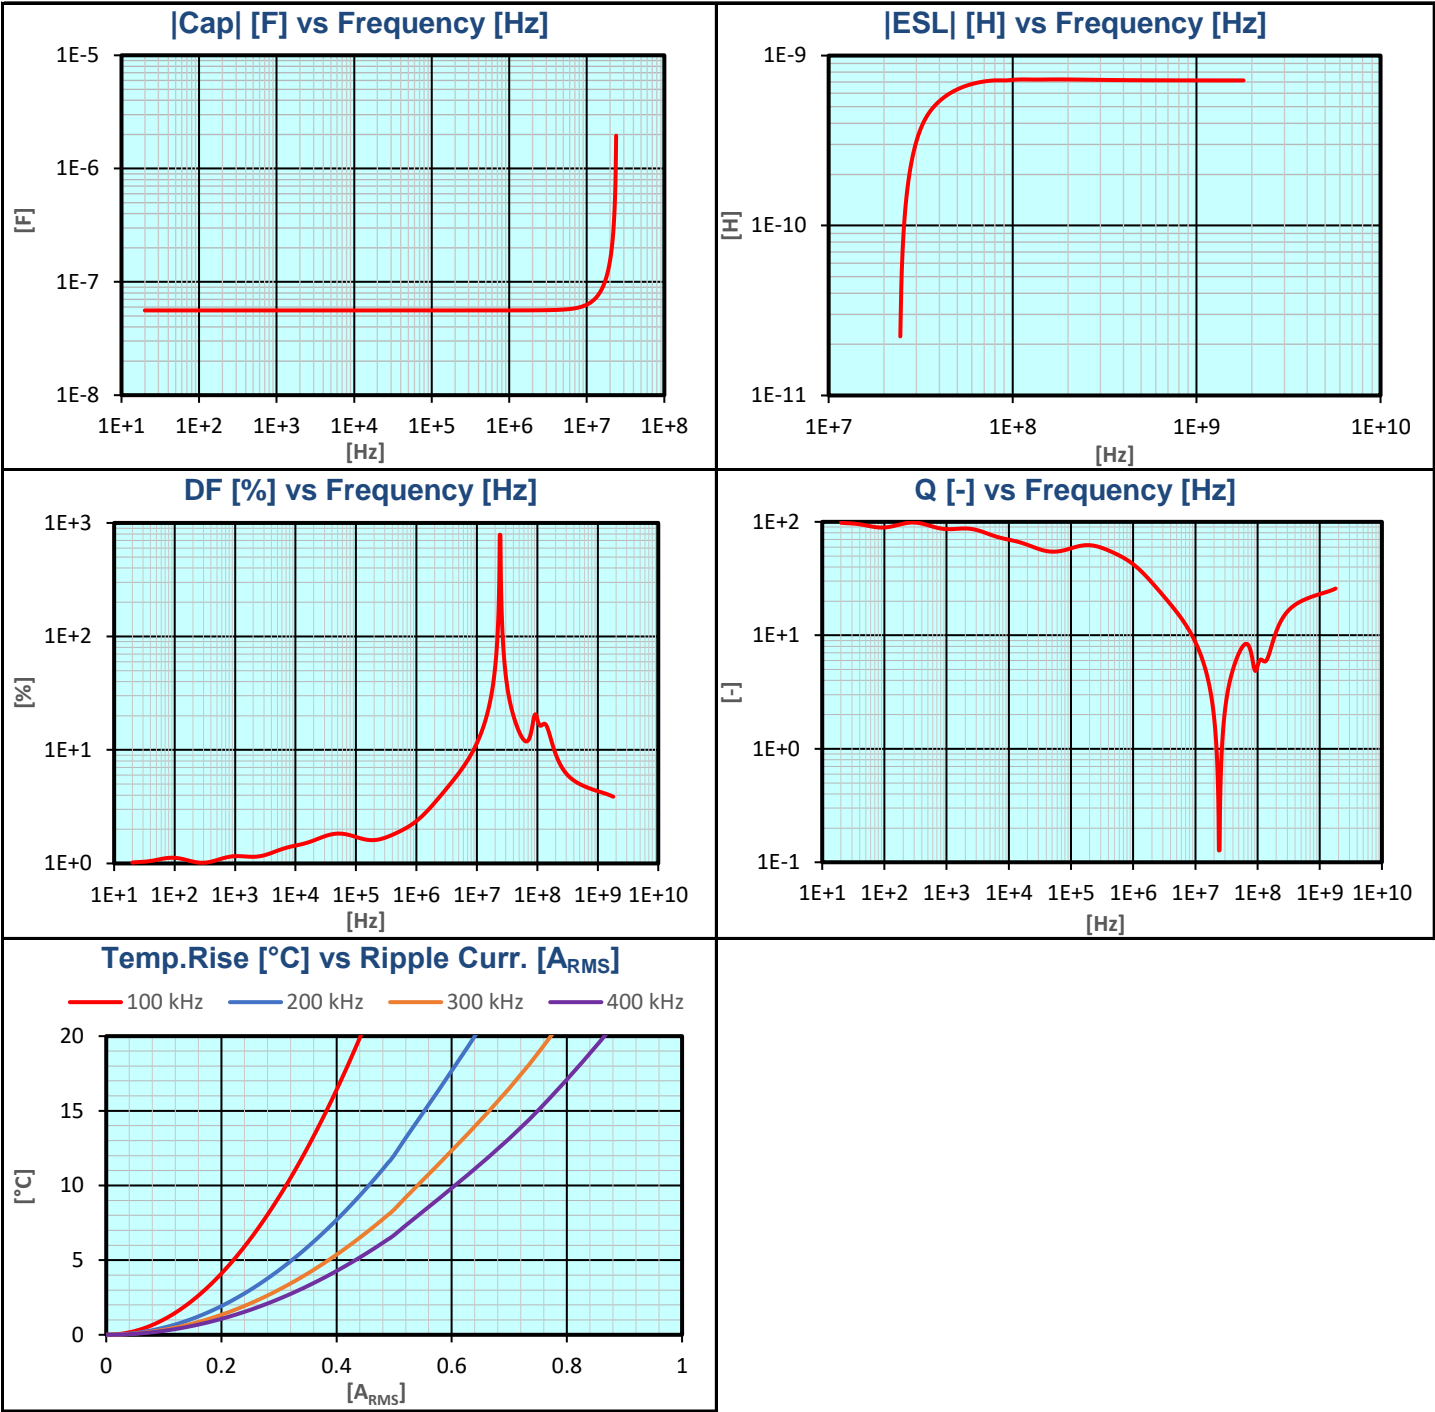 |Cap| [F] vs Frequency [Hz]
1E-5
1E-6
1E-7
1E-8
[F]
1E+1 1E+2 1E+3 1E+4 1E+5 1E+6 1E+7 1E+8
[Hz]
|ESL| [H] vs Frequency [Hz]
1E-9
1E-10
1E-11
[H]
1E+7 1E+8 1E+9 1E+10
[Hz]
DF [%] vs Frequency [Hz]
1E+3
1E+2
1E+1
1E+0
[%]
1E+1 1E+2 1E+3 1E+4 1E+5 1E+6 1E+7 1E+8 1E+9 1E+10
[Hz]
Q [-] vs Frequency [Hz]
1E+2
1E+1
1E+0
1E-1
[-]
1E+1 1E+2 1E+3 1E+4 1E+5 1E+6 1E+7 1E+8 1E+9 1E+10
[Hz]
Temp.Rise [°C] vs Ripple Curr. [ARMS]
100 kHz 200 kHz 300 kHz 400 kHz
20
15
10
5
0
[°C]
0 0.2 0.4 0.6 0.8 1
[ARMS]